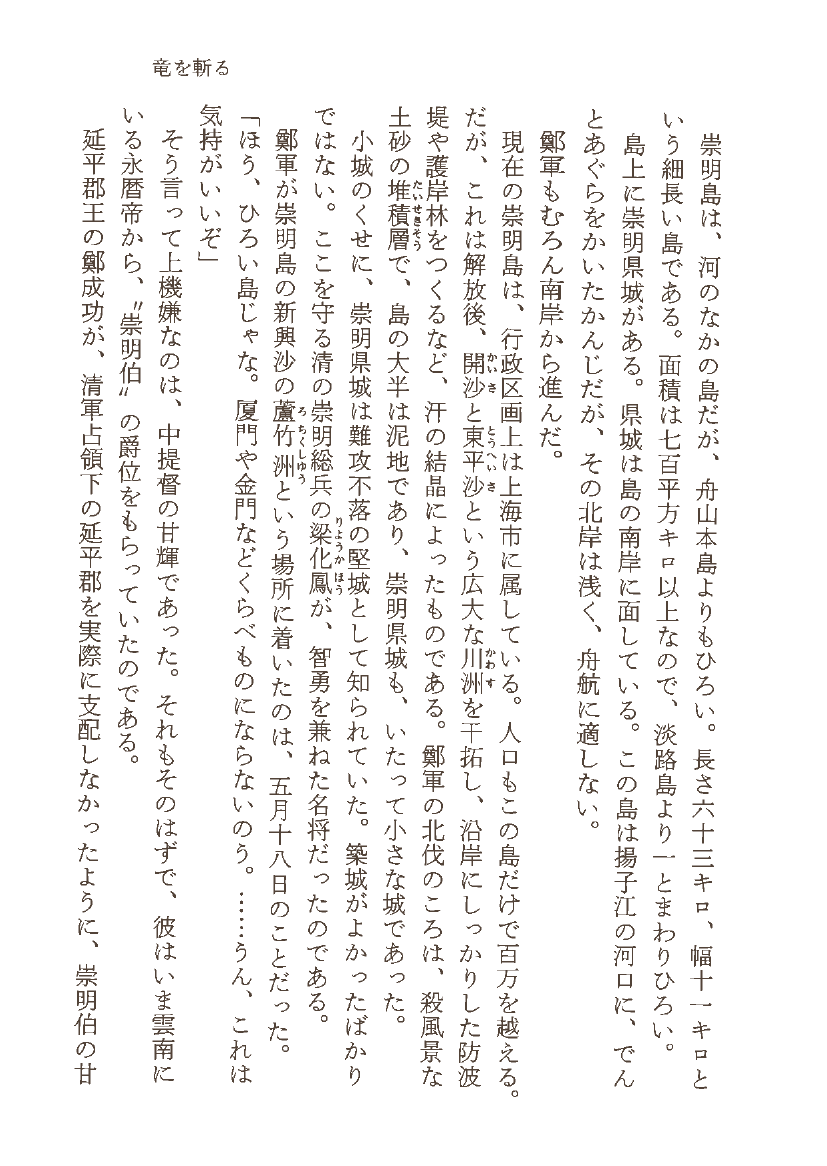 竜を斬る
崇明島は、河のなかの島だが、舟山本島よりもひろい。長さ六十三キロ、幅十一キロと
いう細長い島である。面積は七百平方キロ以上なので、淡路島より一とまわりひろい。
島上に崇明県城がある。県城は島の南岸に面している。この島は揚子江の河口に、でん
とあぐらをかいたかんじだが、その北岸は浅く、舟航に適しない。
鄭軍もむろん南岸から進んだ。
現在の崇明島は、行政区画上は上海市に属している。人口もこの島だけで百万を越える。
だが、これは解放後、開沙と東平沙という広大な川洲を干拓し、沿岸にしっかりした防波
堤や護岸林をつくるなど、汗の結晶によったものである。鄭軍の北伐のころは、殺風景な
土砂の堆積層で、島の大半は泥地であり、崇明県城も、いたって小さな城であった。
小城のくせに、崇明県城は難攻不落の堅城として知られていた。築城がよかったばかり
ではない。ここを守る清の崇明総兵の梁化鳳が、智勇を兼ねた名将だったのである。
鄭軍が崇明島の新興沙の蘆竹洲という場所に着いたのは、五月十八日のことだった。
「ほう、ひろい島じゃな。厦門や金門などくらべものにならないのう。……うん、これは
気持がいいぞ」
そう言って上機嫌なのは、中提督の甘輝であった。それもそのはずで、彼はいま雲南に
いる永暦帝から、〝崇明伯〟の爵位をもらっていたのである。
延平郡王の鄭成功が、清軍占領下の延平郡を実際に支配しなかったように、崇明伯の甘